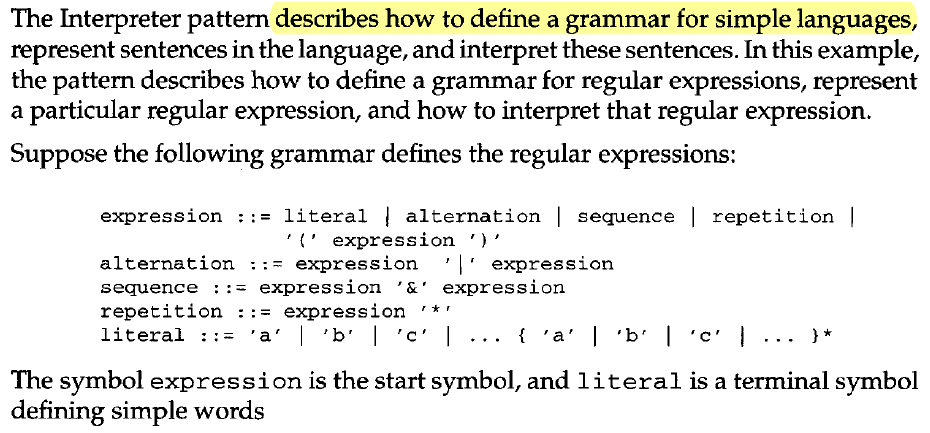 The Interpreter pattern describes how to define a grammar for simple languages,
represent sentences in the language, and interpret these sentences. In this example,
the pattern describes how to define a grammar for regular expressions, represent
a particular regular expression, and how to interpret that regular expression.
Suppose the following grammar defines the regular expressions:
expression ::= literal | alternation | sequence | repetition |
'(' expression ')'
alternation ::= expression '|' expression
sequence ::= expression '&' expression
repetition ::= expression '*'
literal ::= 'a' | 'b' | 'c' | ... { 'a' | 'b' | 'c' | ... }*
The symbol expression is the start symbol, and literal is a terminal symbol
defining simple words